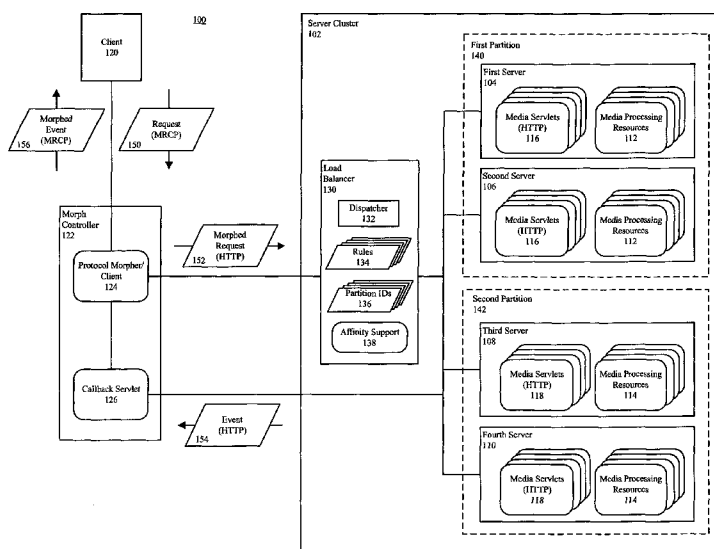 100
Client
120
Morphed
Event
(MRCP)
156
Request
(MRCP)
150
Morph
Controller
122
Protocol Morpher/
Client
124
Callback Servlet
126
Morphed
Request
(HTTP)
152
Event
(HTTP)
154
Server Cluster
102
Load
Balancer
130
Dispatcher
132
Rules
134
Partition IDs
136
Affinity Support
138
First Partition
140
First Server
104
Media Servlets
(HTTP)
116
Media Processing
Resources
112
Second Server
106
Media Servlets
(HTTP)
116
Media Processing
Resources
112
Second Partition
142
Third Server
108
Media Servlets
(HTTP)
118
Media Processing
Resources
114
Fourth Server
110
Media Servlets
(HTTP)
118
Media Processing
Resources
114